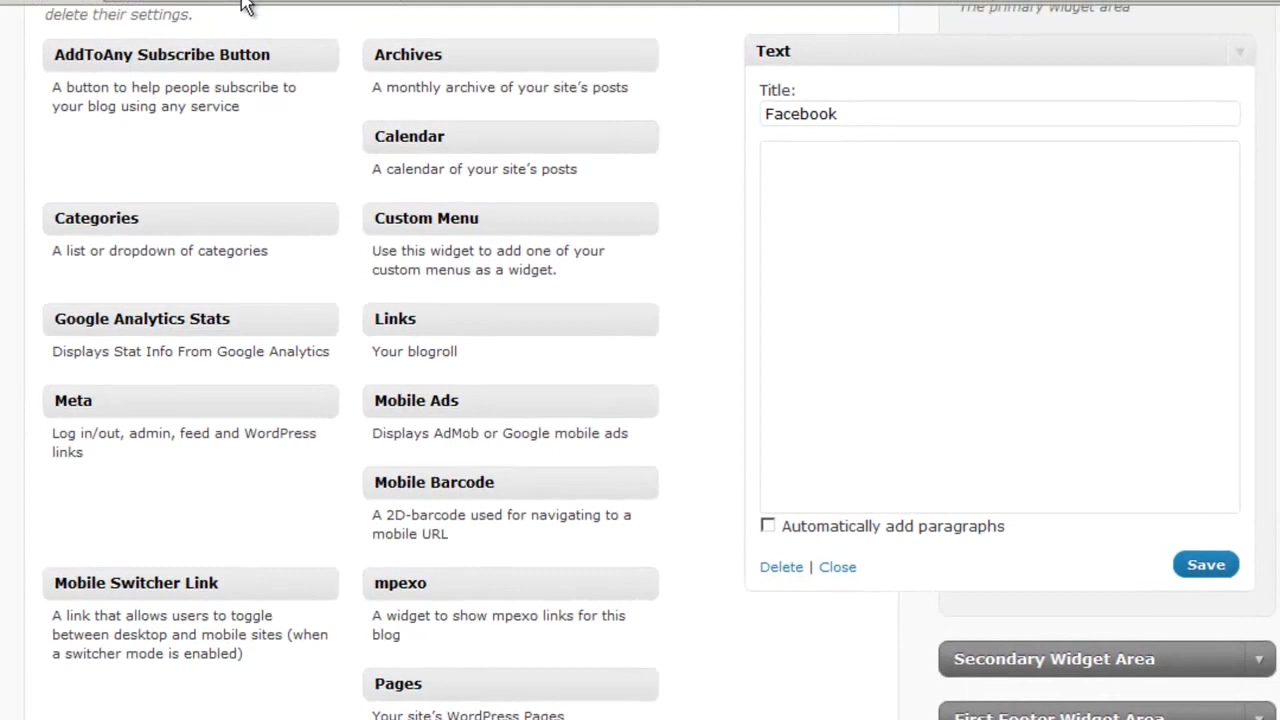 delete their settings.
AddToAny Subscribe Button
A button to help people subscribe to
your blog using any service
Archives
A monthly archive of your site's posts
Calendar
A calendar of your site's posts
Categories
A list or dropdown of categories
Custom Menu
Use this widget to add one of your
custom menus as a widget.
Google Analytics Stats
Displays Stat Info From Google Analytics
Links
Your blogroll
Meta
Log in/out, admin, feed and WordPress
links
Mobile Ads
Displays AdMob or Google mobile ads
Mobile Barcode
A 2D-barcode used for navigating to a
mobile URL
Mobile Switcher Link
A link that allows users to toggle
between desktop and mobile sites (when
a switcher mode is enabled)
mpexo
A widget to show mpexo links for this
blog
Pages
Your site's WordPress Pages
The primary widget area
Text
Title:
Facebook
Automatically add paragraphs
Delete | Close
Save
Secondary Widget Area
First Footer Widget Area